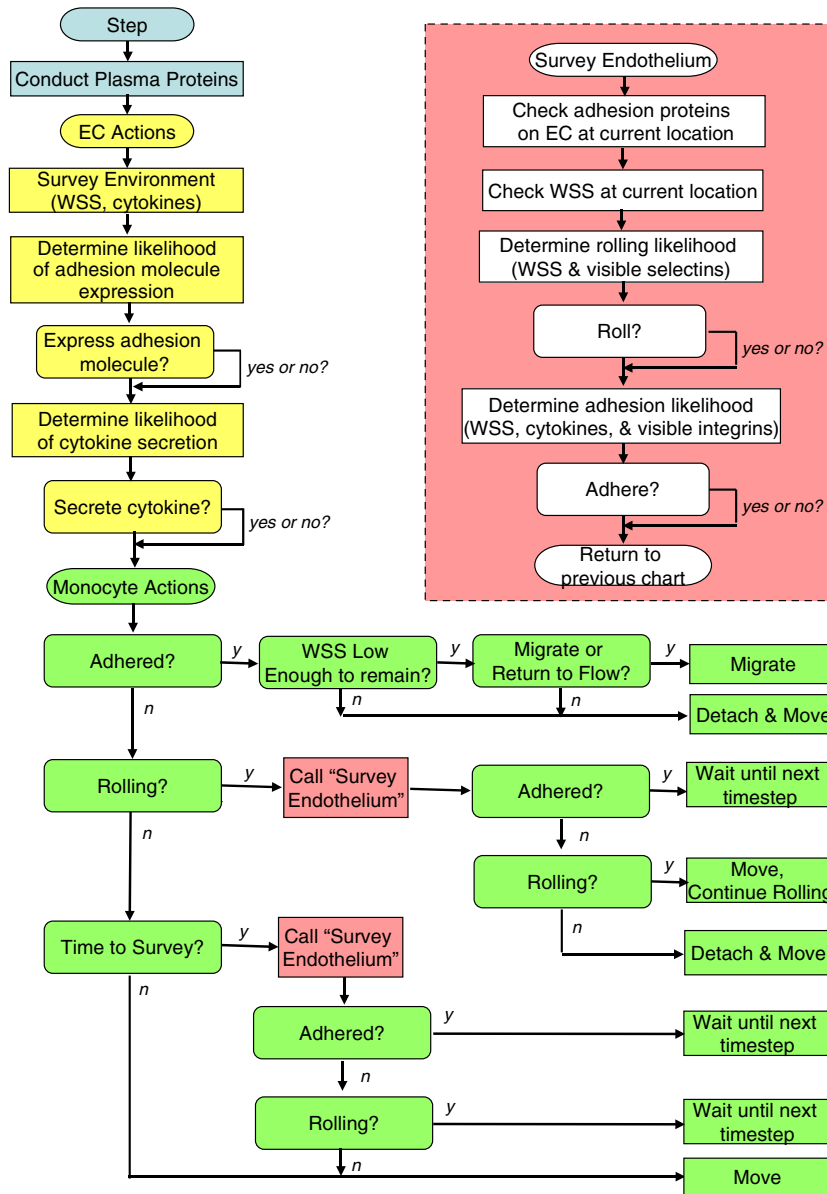 Step
Conduct Plasma Proteins
EC Actions
Survey Environment
(WSS, cytokines)
Determine likelihood
of adhesion molecule
expression
Express adhesion
molecule?
yes or no?
Determine likelihood
of cytokine secretion
Secrete cytokine?
yes or no?
Monocyte Actions
Survey Endothelium
Check adhesion proteins
on EC at current location
Check WSS at current location
Determine rolling likelihood
(WSS & visible selectins)
Roll?
yes or no?
Determine adhesion likelihood
(WSS, cytokines, & visible integrins)
Adhere?
yes or no?
Return to
previous chart
Adhered?
y
WSS Low
Enough to remain?
y
Migrate or
Return to Flow?
y
Migrate
n
n
n
Detach & Move
Rolling?
y
Call “Survey
Endothelium”
Adhered?
y
Wait until next
timestep
n
n
Rolling?
y
Move,
Continue Rolling
n
Detach & Move
Time to Survey?
y
Call “Survey
Endothelium”
n
Adhered?
y
Wait until next
timestep
n
Rolling?
y
Wait until next
timestep
n
Move